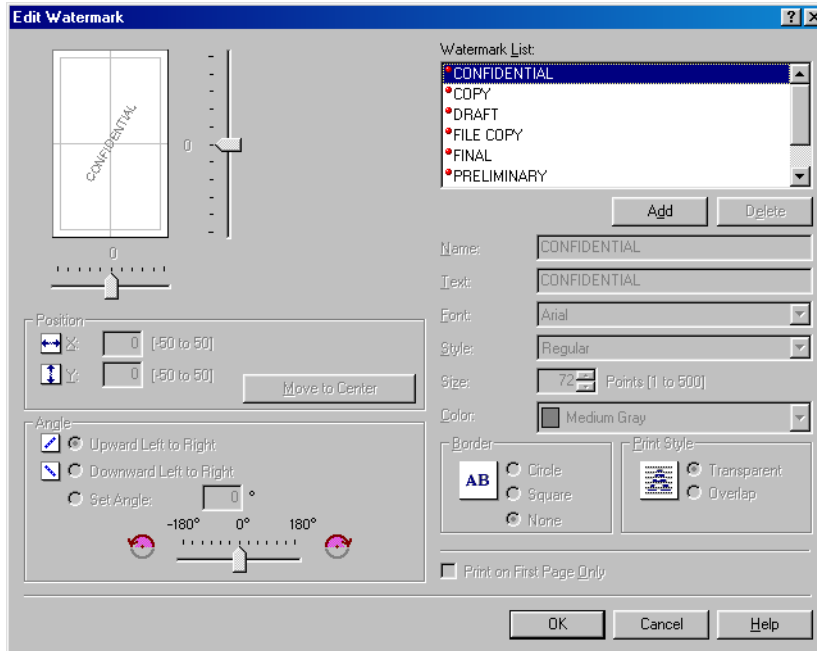 Edit Watermark
CONFIDENTIAL
0
0
Position
X: 0 [-50 to 50]
Y: 0 [-50 to 50]
Move to Center
Angle
Upward Left to Right
Downward Left to Right
Set Angle: 0 °
-180° 0° 180°
Watermark List:
CONFIDENTIAL
COPY
DRAFT
FILE COPY
FINAL
PRELIMINARY
Add Delete
Name: CONFIDENTIAL
Text: CONFIDENTIAL
Font: Arial
Style: Regular
Size: 72 Points [1 to 500]
Color: Medium Gray
Border
AB
Circle
Square
None
Print Style
Transparent
Overlap
Print on First Page Only
OK Cancel Help